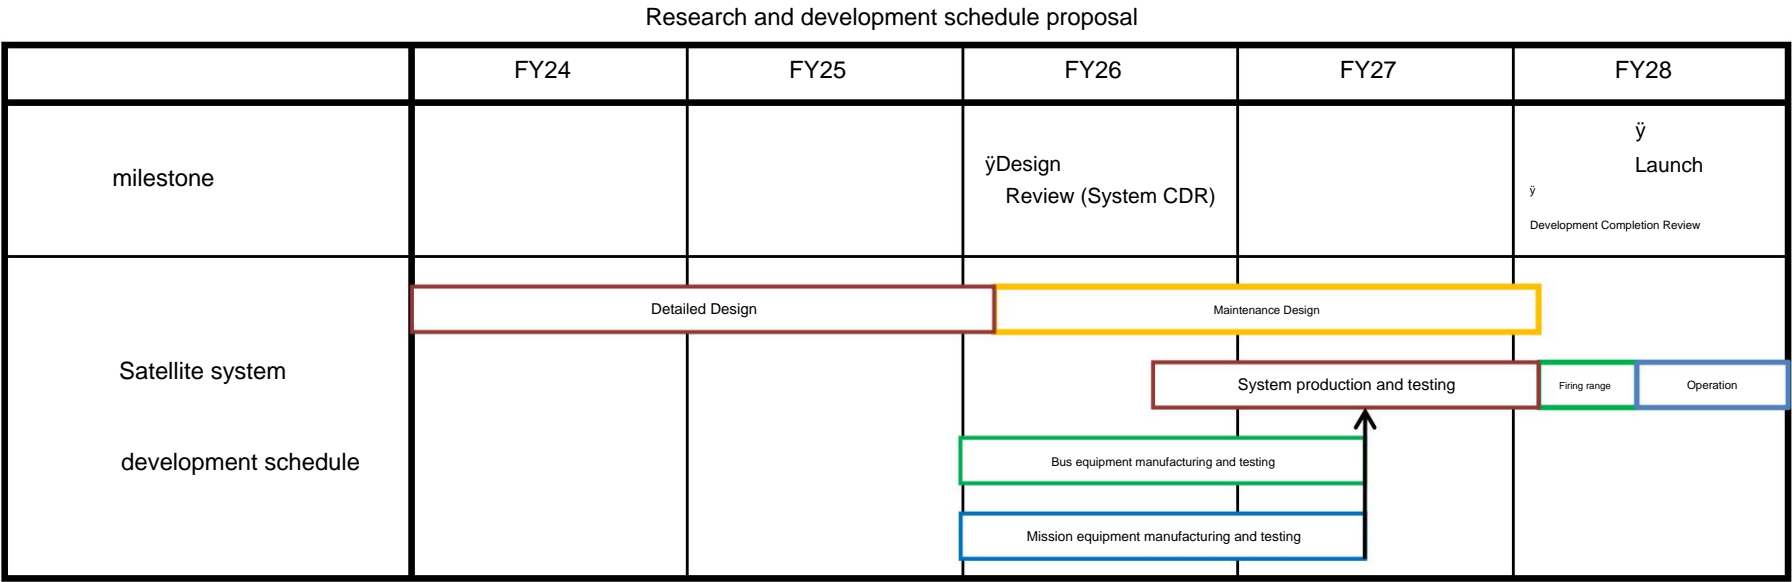 Research and development schedule proposal
FY24
FY25
FY26
FY27
FY28
milestone
ÿDesign
Review (System CDR)
ÿ
Launch
ÿ
Development Completion Review
Satellite system
development schedule
Detailed Design
Maintenance Design
System production and testing
Firing range
Operation
Bus equipment manufacturing and testing
Mission equipment manufacturing and testing